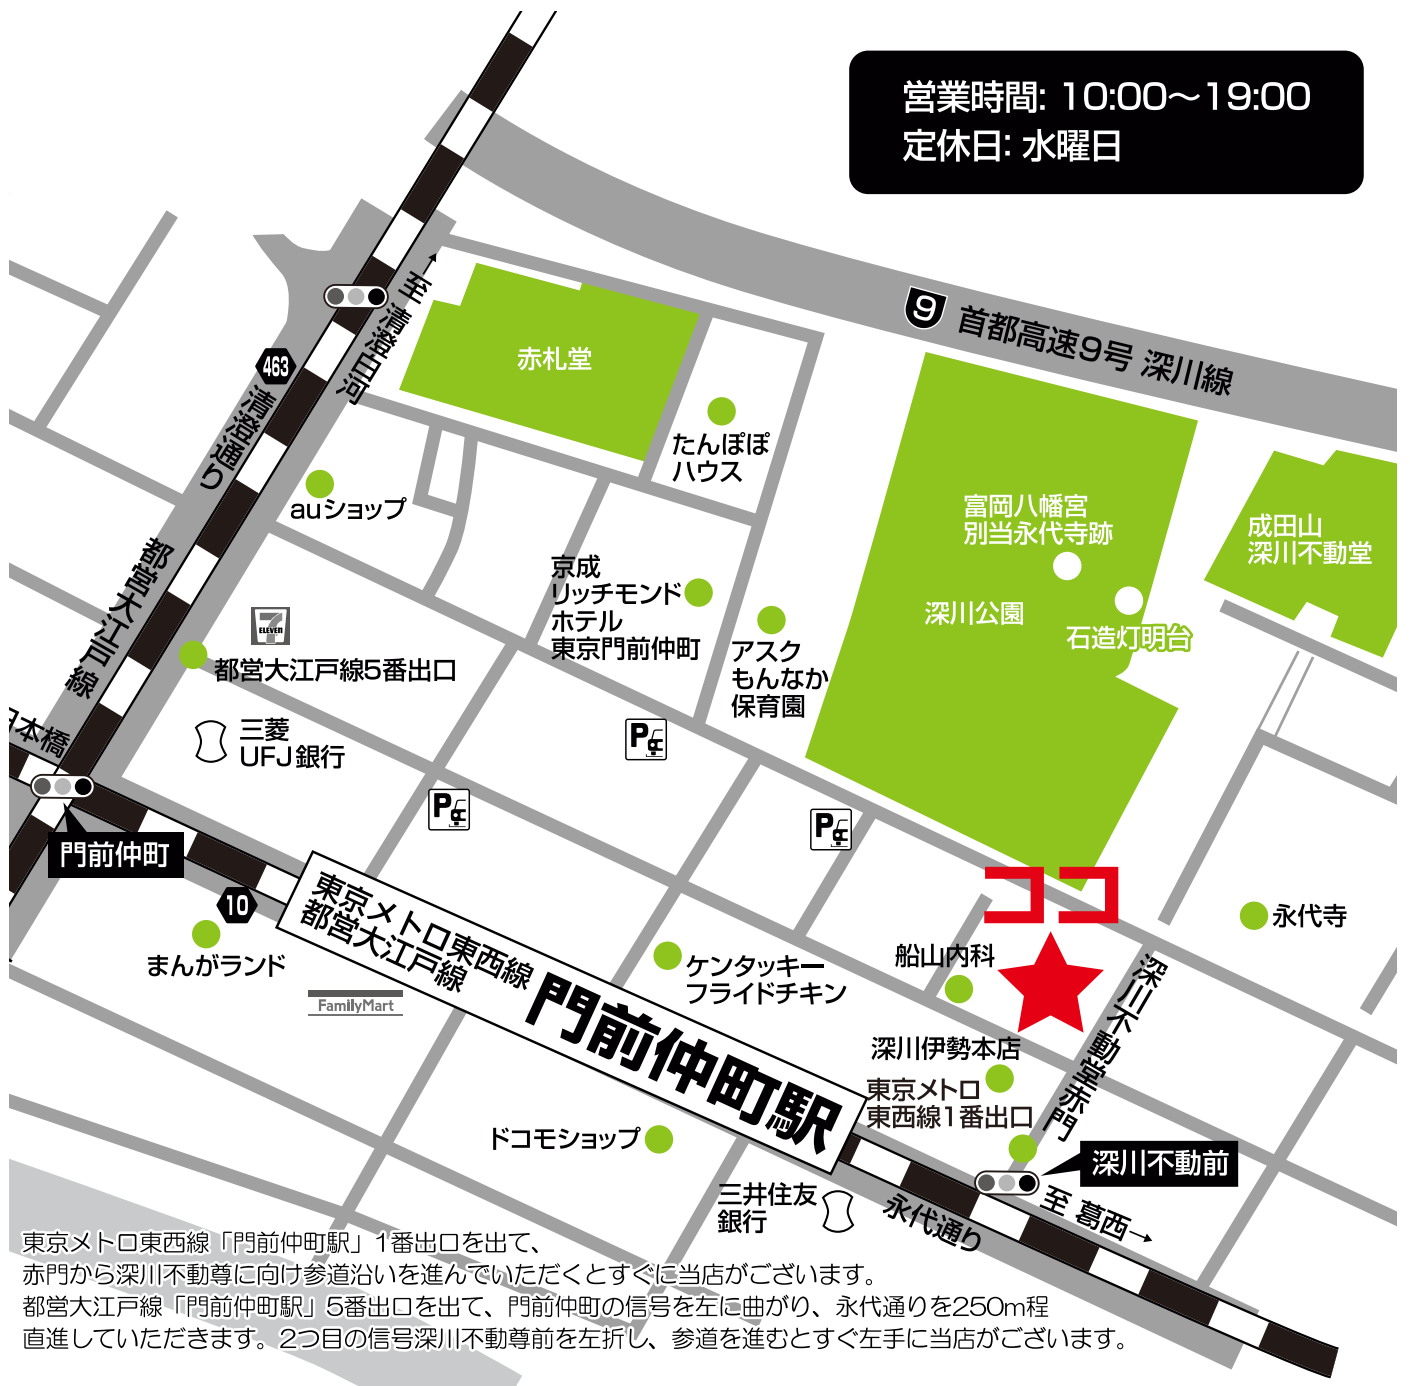 営業時間: 10:00～19:00
定休日: 水曜日
9
首都高速9号 深川線
至 清澄白河
赤札堂
463
清澄通り
たんぽぽ
ハウス
auショップ
富岡八幡宮
別当永代寺跡
成田山
深川不動堂
都営大江戸線
京成
リッチモンド
ホテル
東京門前仲町
深川公園
石造灯明台
7
ELEVEN
都営大江戸線5番出口
アスク
もんなか
保育園
日本橋
三菱
UFJ銀行
P
P
P
門前仲町
10
まんがランド
FamilyMart
東京メトロ東西線
都営大江戸線
門前仲町駅
ココ
永代寺
船山内科
ケンタッキー
フライドチキン
深川不動堂赤門
深川伊勢本店
東京メトロ
東西線1番出口
ドコモショップ
深川不動前
三井住友
銀行
永代通り
至 葛西→
東京メトロ東西線「門前仲町駅」1番出口を出て、
赤門から深川不動尊に向け参道沿いを進んでいただくとすぐに当店がございます。
都営大江戸線「門前仲町駅」5番出口を出て、門前仲町の信号を左に曲がり、永代通りを250m程
直進していただきます。2つ目の信号深川不動尊前を左折し、参道を進むとすぐ左手に当店がございます。